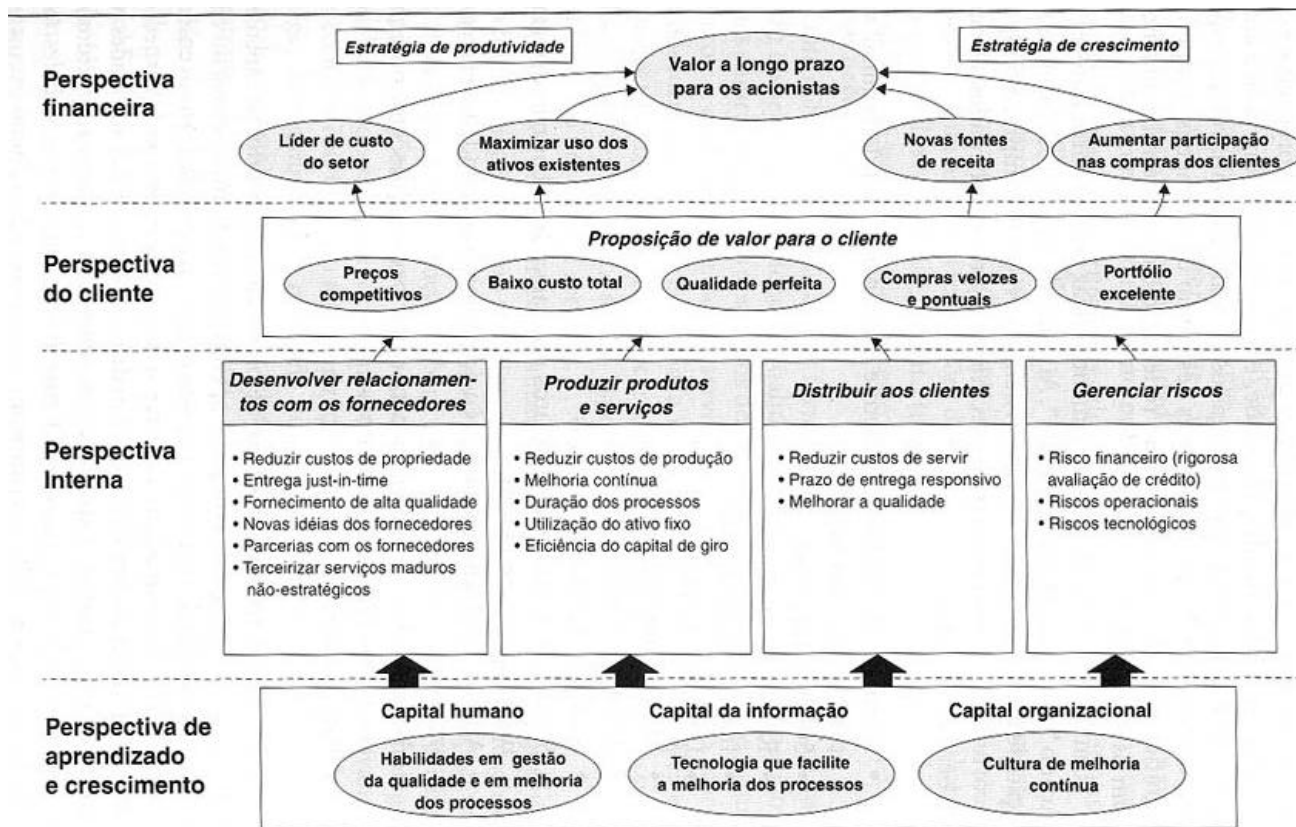 Estratégia de produtividade
Estratégia de crescimento
Perspectiva
financeira
Valor a longo prazo
para os acionistas
Líder de custo
do setor
Maximizar uso dos
ativos existentes
Novas fontes
de receita
Aumentar participação
nas compras dos clientes
Perspectiva
do cliente
Proposição de valor para o cliente
Preços
competitivos
Baixo custo total
Qualidade perfeita
Compras velozes
e pontuais
Portfólio
excelente
Perspectiva
Interna
Desenvolver relacionamen-
tos com os fornecedores
• Reduzir custos de propriedade
• Entrega just-in-time
• Fornecimento de alta qualidade
• Novas idéias dos fornecedores
• Parcerias com os fornecedores
• Terceirizar serviços maduros
não-estratégicos
Produzir produtos
e serviços
• Reduzir custos de produção
• Melhoria contínua
• Duração dos processos
• Utilização do ativo fixo
• Eficiência do capital de giro
Distribuir aos clientes
• Reduzir custos de servir
• Prazo de entrega responsivo
• Melhorar a qualidade
Gerenciar riscos
• Risco financeiro (rigorosa
avaliação de crédito)
• Riscos operacionais
• Riscos tecnológicos
Perspectiva de
aprendizado
e crescimento
Capital humano
Habilidades em gestão
da qualidade e em melhoria
dos processos
Capital da informação
Tecnologia que facilite
a melhoria dos processos
Capital organizacional
Cultura de melhoria
contínua